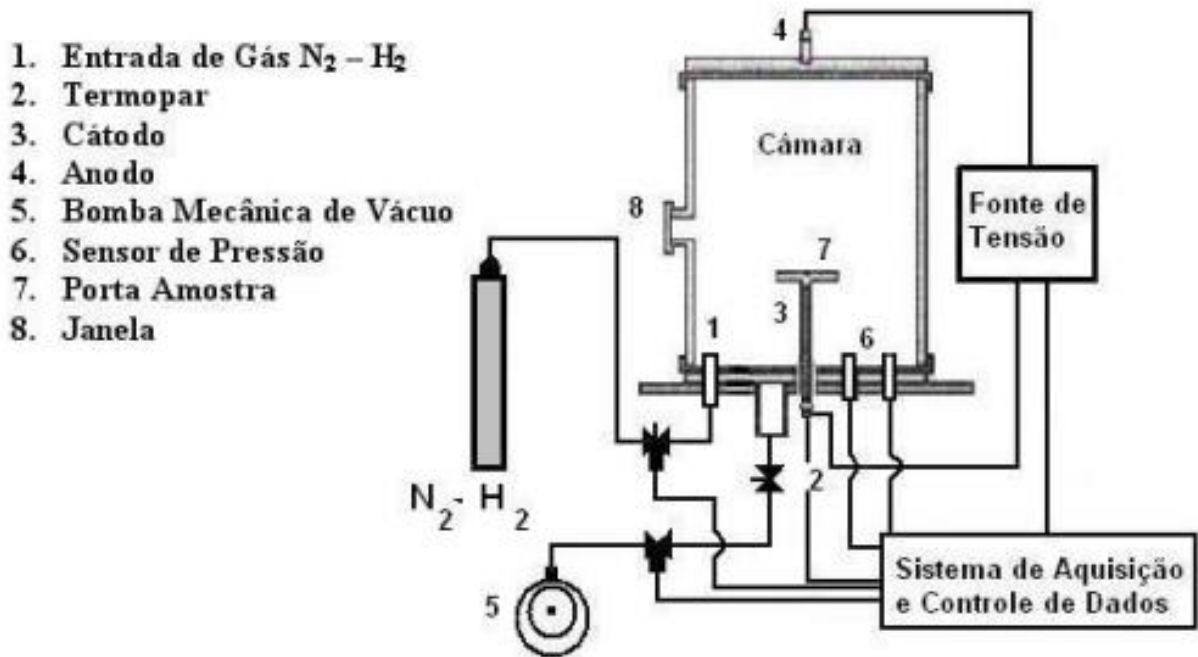 1. Entrada de Gás N₂ – H₂
2. Termopar
3. Cátodo
4. Anodo
5. Bomba Mecânica de Vácuo
6. Sensor de Pressão
7. Porta Amostra
8. Janela
4
Câmara
8
Fonte de
Tensão
7
3
1
6
N₂- H₂
2
5
Sistema de Aquisição
e Controle de Dados